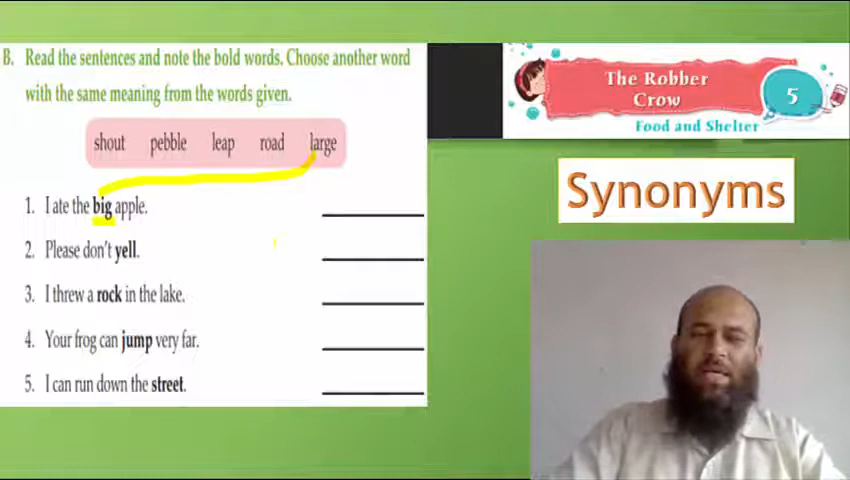 B. Read the sentences and note the bold words. Choose another word
with the same meaning from the words given.
shout pebble leap road large
1. I ate the big apple.
2. Please don't yell.
3. I threw a rock in the lake.
4. Your frog can jump very far.
5. I can run down the street.
The Robber
Crow
5
Food and Shelter
Synonyms